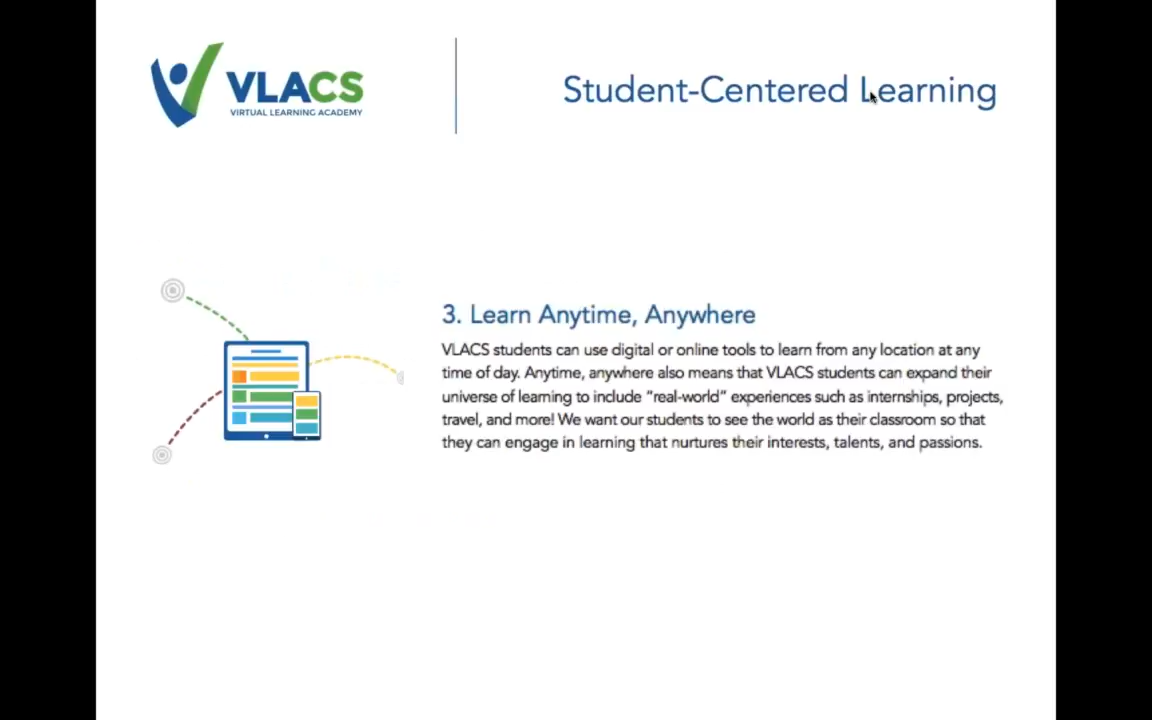 VLACS
VIRTUAL LEARNING ACADEMY
Student-Centered Learning
3. Learn Anytime, Anywhere
VLACS students can use digital or online tools to learn from any location at any
time of day. Anytime, anywhere also means that VLACS students can expand their
universe of learning to include “real-world” experiences such as internships, projects,
travel, and more! We want our students to see the world as their classroom so that
they can engage in learning that nurtures their interests, talents, and passions.